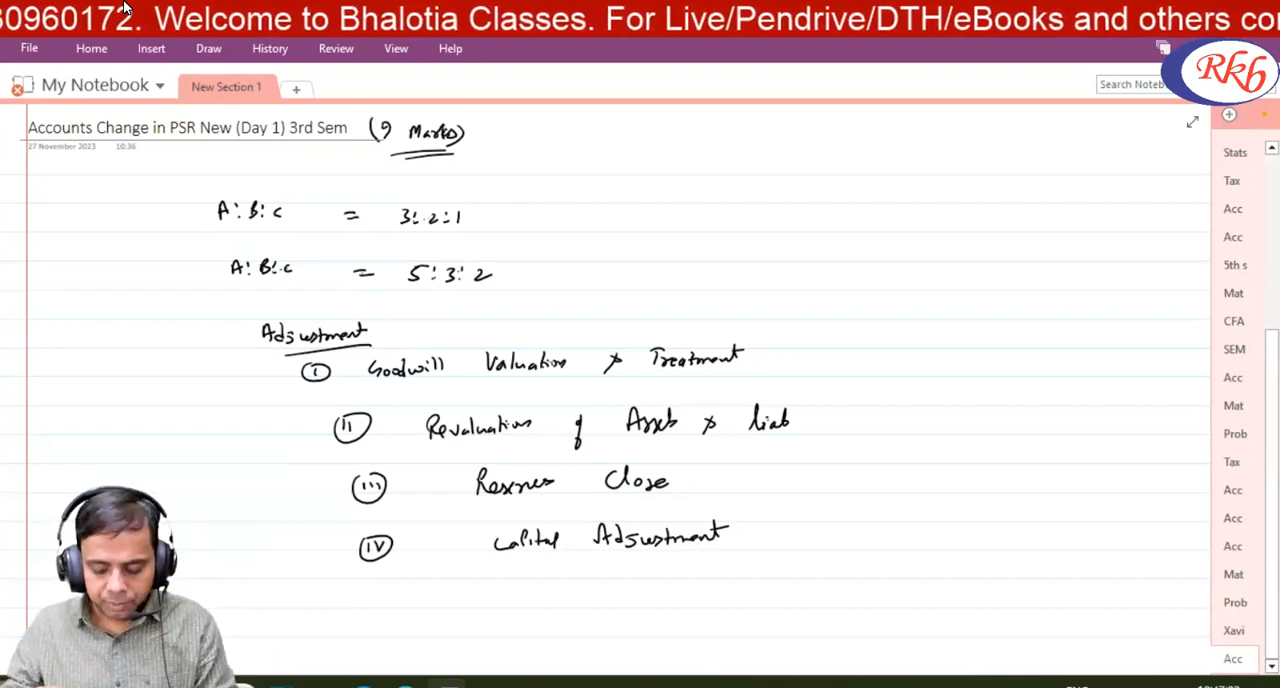 30960172. Welcome to Bhalotia Classes. For Live/Pendrive/DTH/eBooks and others co
File Home Insert Draw History Review View Help
My Notebook New Section 1 + Search Noteb
Rkb
Accounts Change in PSR New (Day 1) 3rd Sem (9 Marks)
27 November 2023 10:36
A:B:C = 3:2:1
A:B:C = 5:3:2
Adjustment
(i) Goodwill Valuation & Treatment
(ii) Revaluation of Asset & liab
(iii) Reserves Close
(iv) Capital Adjustment
Stats
Tax
Acc
Acc
5th s
Mat
CFA
SEM
Acc
Mat
Prob
Tax
Acc
Acc
Acc
Mat
Prob
Xavi
Acc